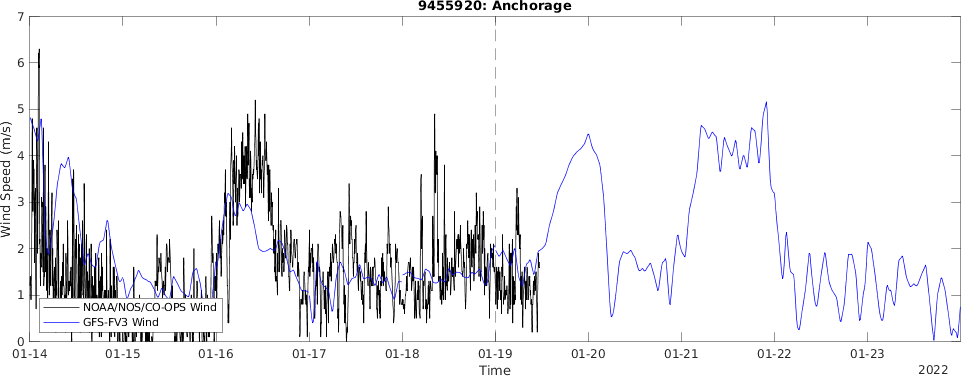 9455920: Anchorage
7
6
5
4
3
2
1
0
Wind Speed (m/s)
NOAA/NOS/CO-OPS Wind
GFS-FV3 Wind
01-14 01-15 01-16 01-17 01-18 01-19 01-20 01-21 01-22 01-23
Time
2022